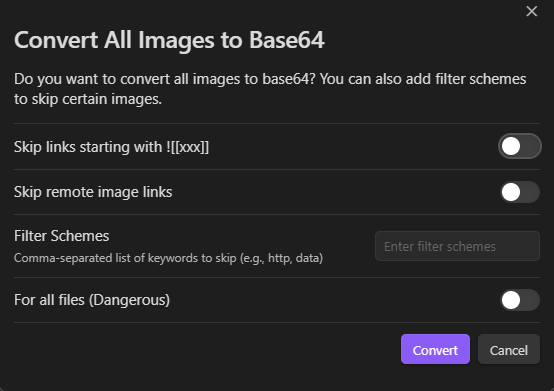 Convert All Images to Base64
Do you want to convert all images to base64? You can also add filter schemes
to skip certain images.
Skip links starting with ![[xxx]]
Skip remote image links
Filter Schemes
Comma-separated list of keywords to skip (e.g., http, data)
Enter filter schemes
For all files (Dangerous)
Convert
Cancel